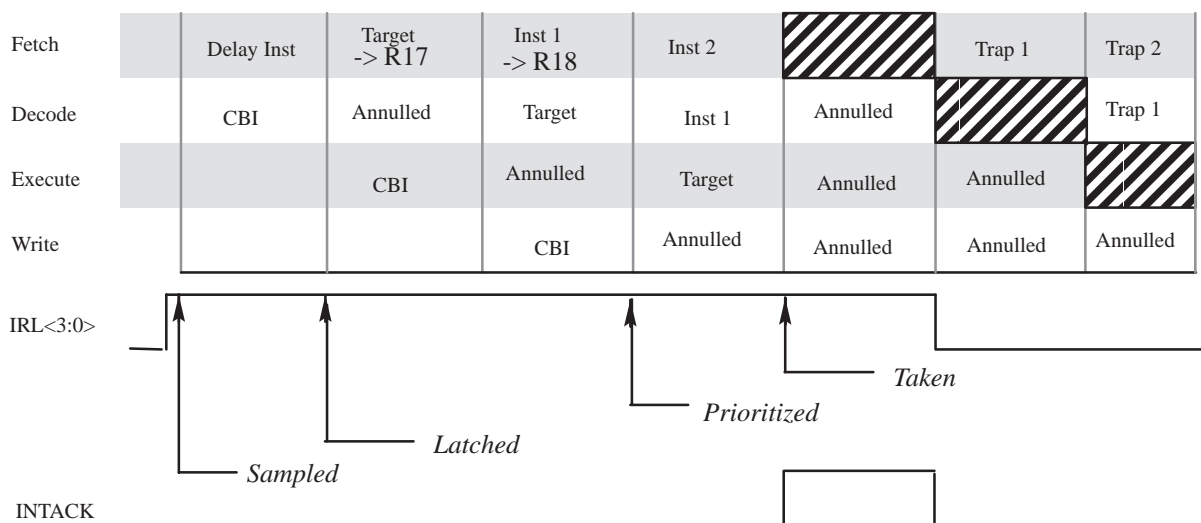 Fetch
Delay Inst
Target
-> R17
Inst 1
-> R18
Inst 2
Trap 1
Trap 2
Decode
CBI
Annulled
Target
Inst 1
Annulled
Trap 1
Execute
CBI
Annulled
Target
Annulled
Annulled
Write
CBI
Annulled
Annulled
Annulled
Annulled
IRL<3:0>
Taken
Prioritized
Latched
Sampled
INTACK